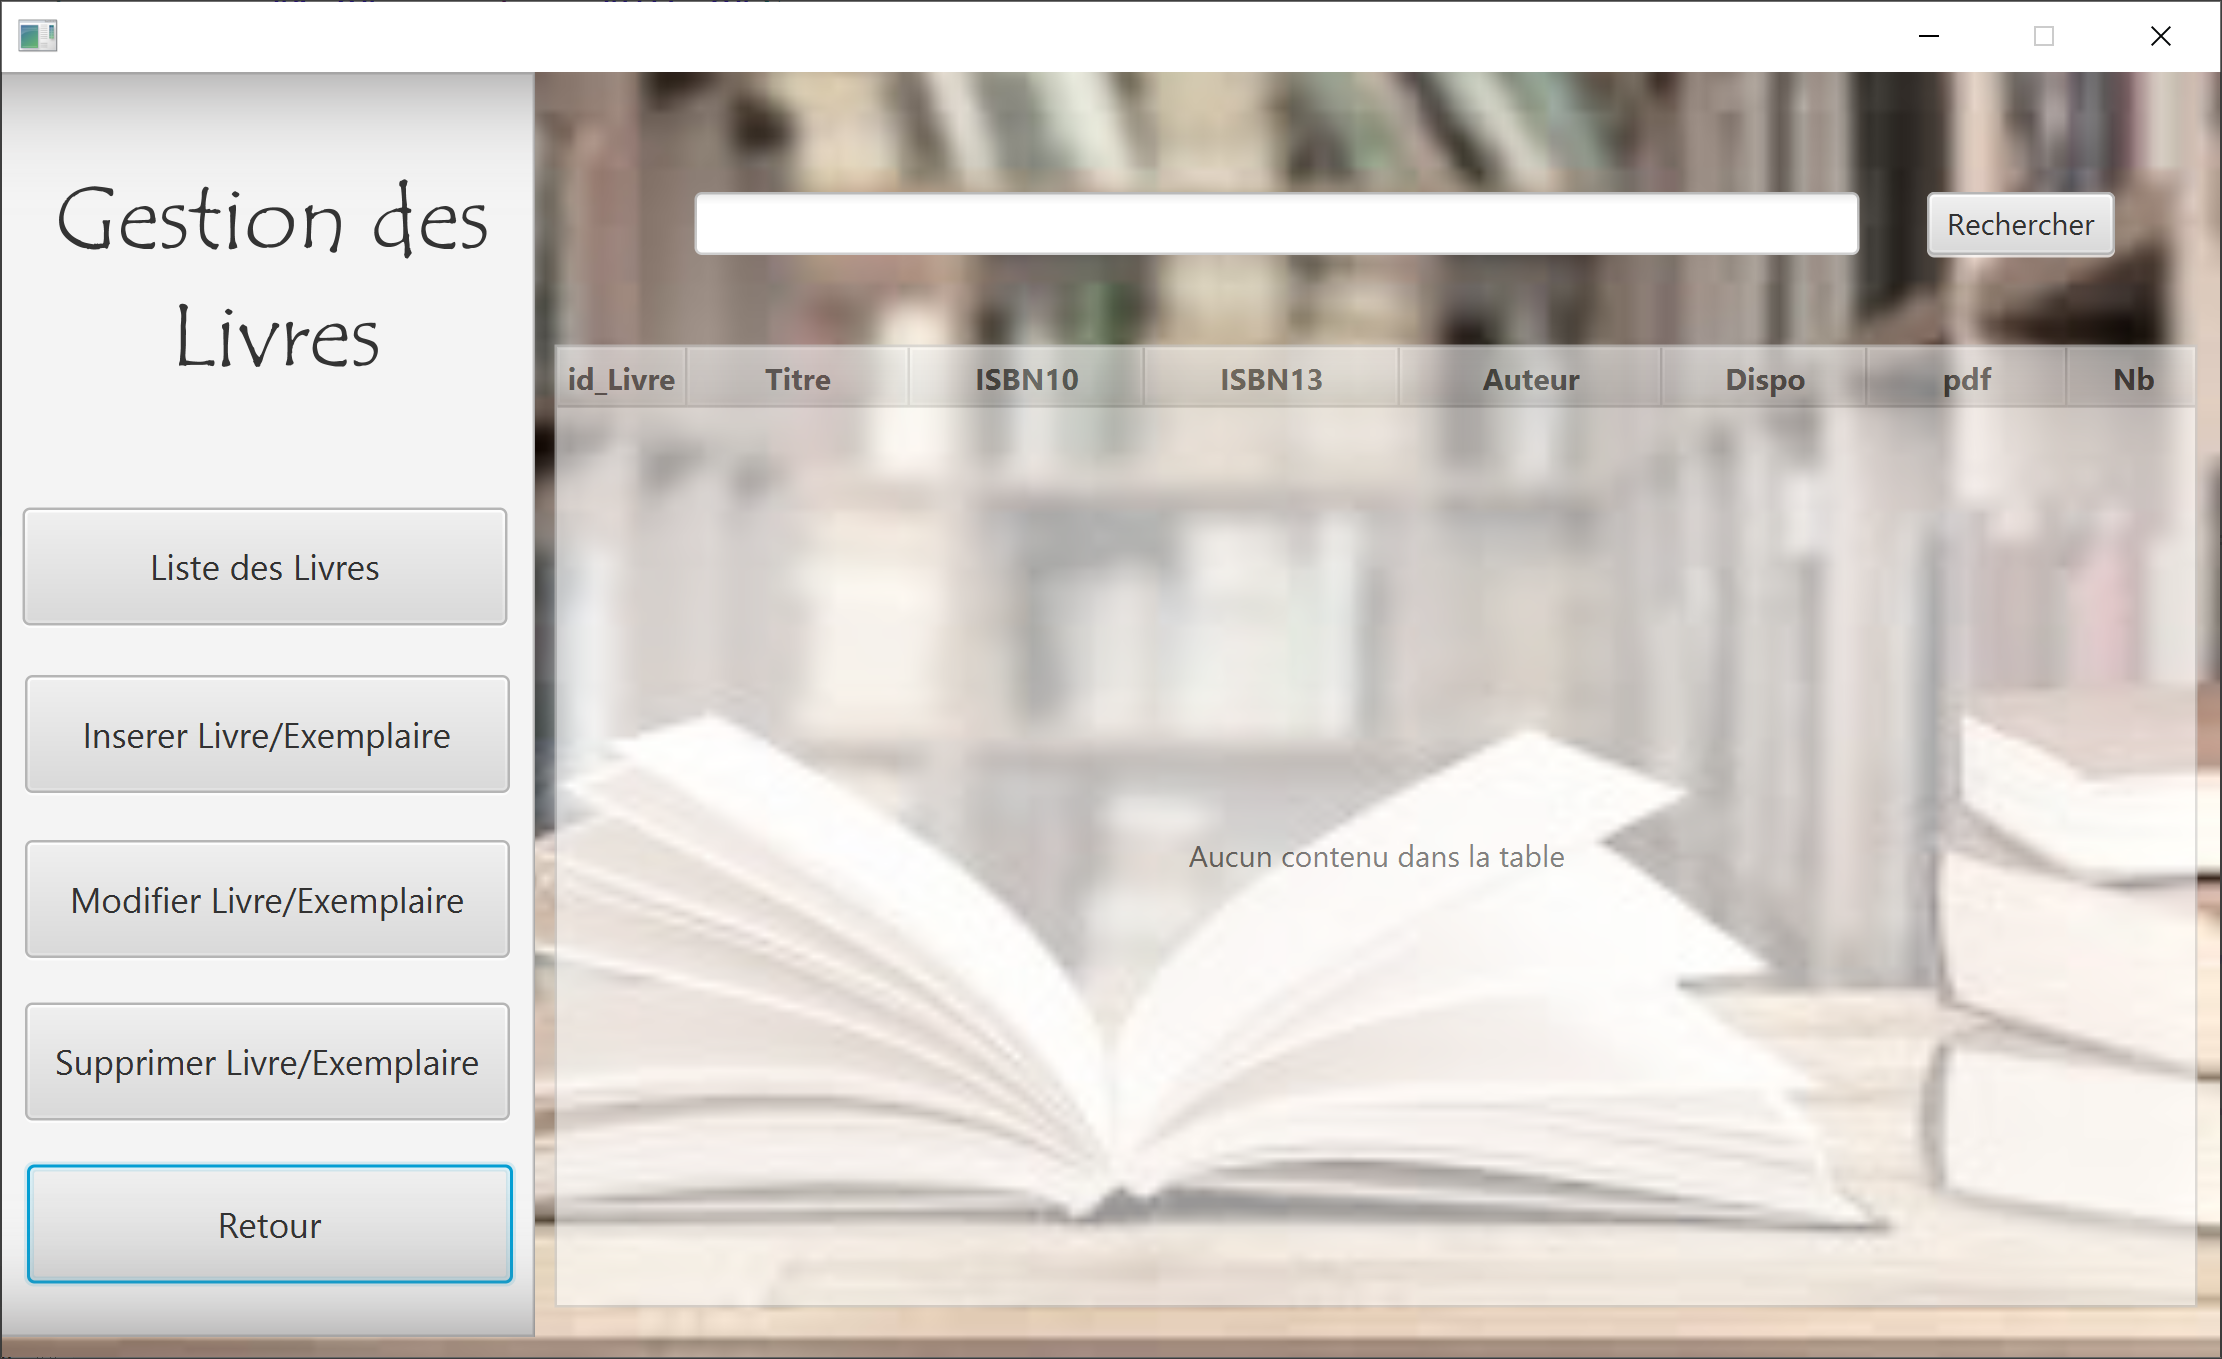 Gestion des
Livres
Liste des Livres
Inserer Livre/Exemplaire
Modifier Livre/Exemplaire
Supprimer Livre/Exemplaire
Retour
Rechercher
id_Livre Titre ISBN10 ISBN13 Auteur Dispo pdf Nb
Aucun contenu dans la table